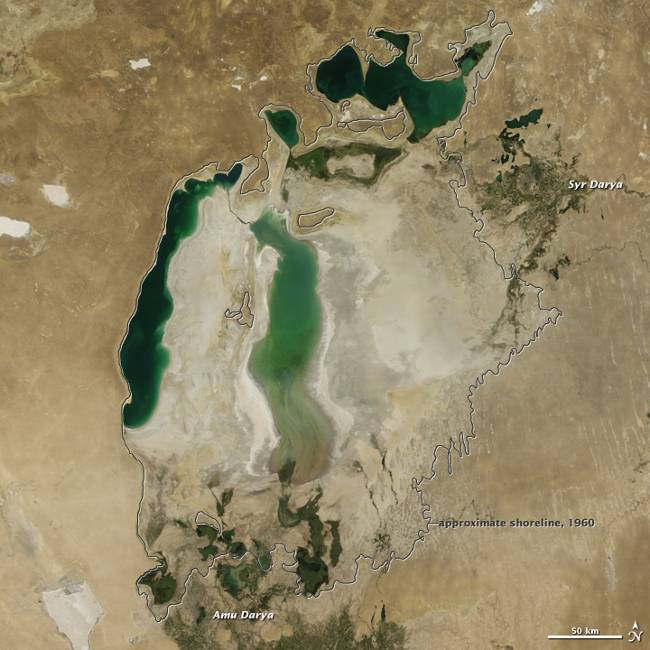 Syr Darya
approximate shoreline, 1960
Amu Darya
50 km
N